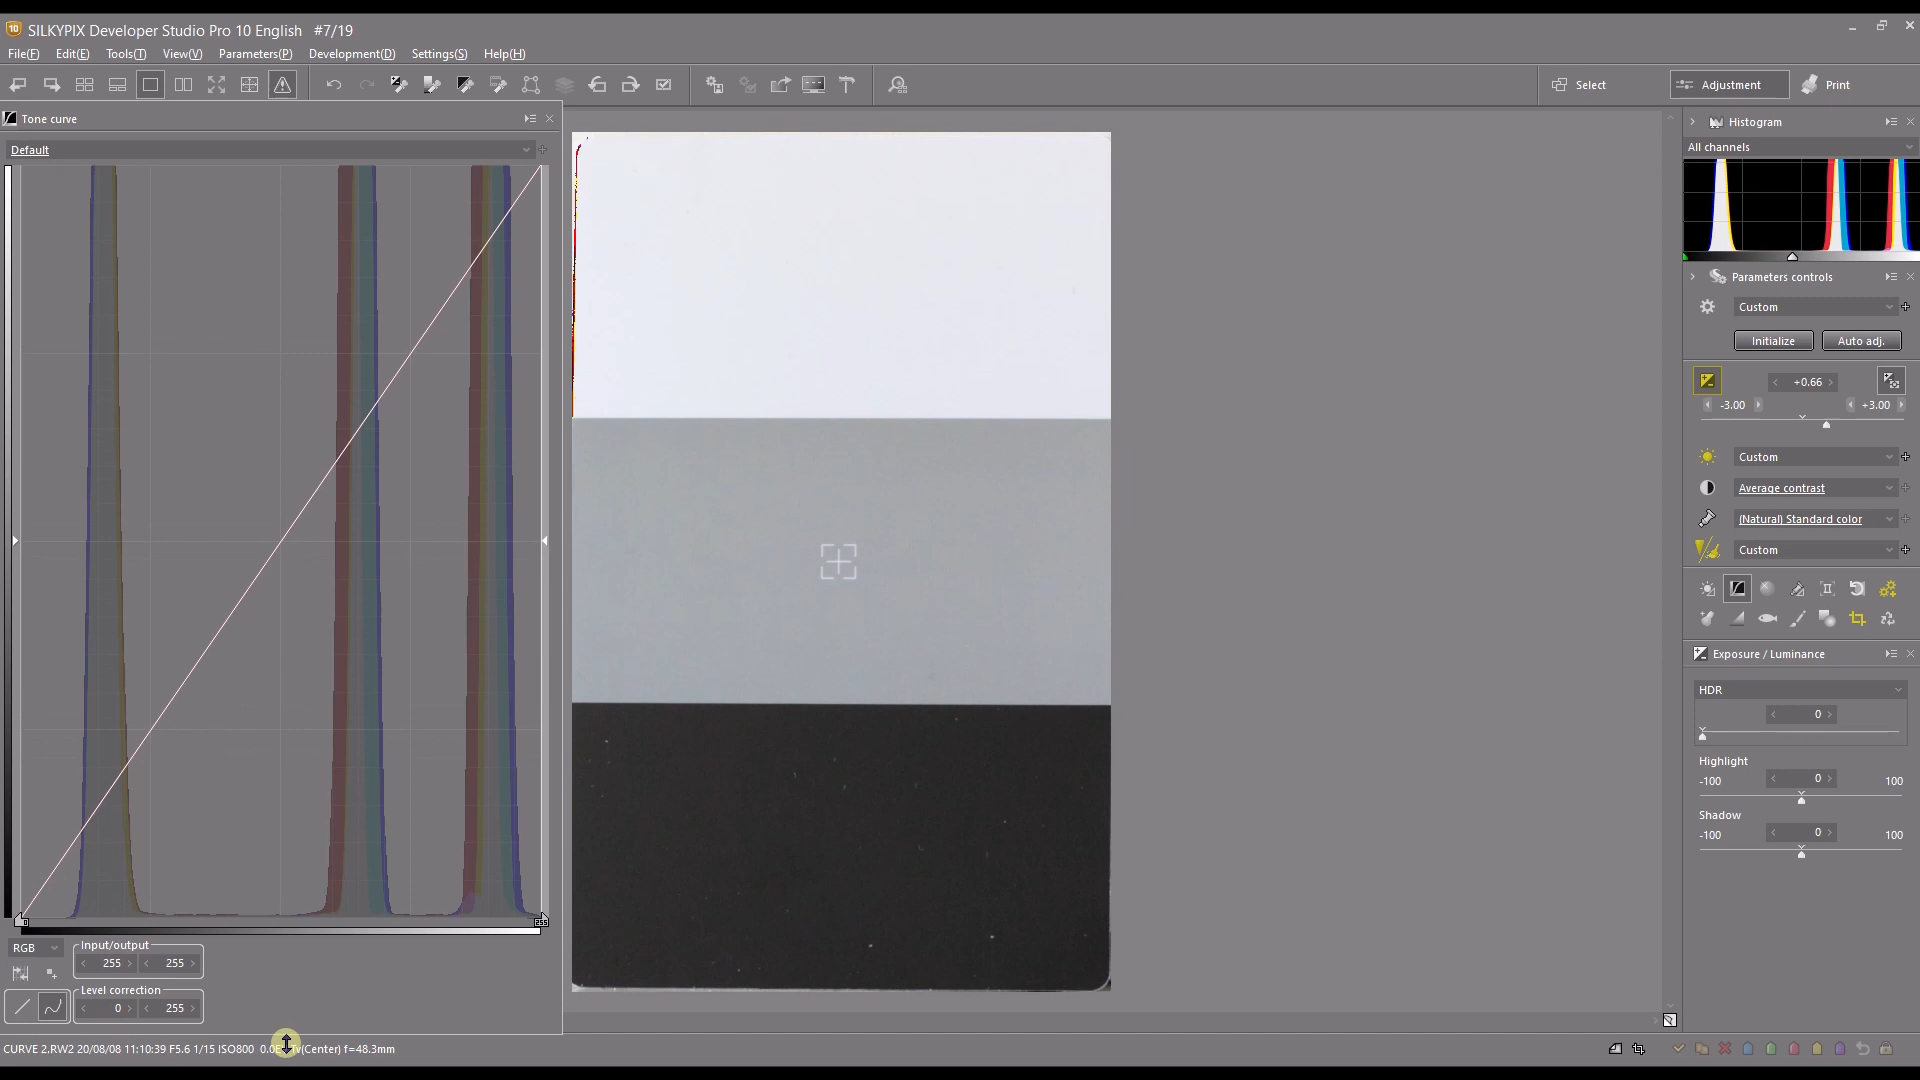 SILKYPIX Developer Studio Pro 10 English   #7/19
File(F) Edit(E) Tools(T) View(V) Parameters(P) Development(D) Settings(S) Help(H)
Select Adjustment Print
Tone curve
Default
0 255
RGB
Input/output
255 255
Level correction
0 255
CURVE 2.RW2 20/08/08 11:10:39 F5.6 1/15 ISO800 v(Center) f=48.3mm
Histogram
All channels
Parameters controls
Custom
Initialize Auto adj.
+0.66
-3.00 +3.00
Custom
Average contrast
(Natural) Standard color
Custom
Exposure / Luminance
HDR
0
Highlight
-100 0 100
Shadow
-100 0 100